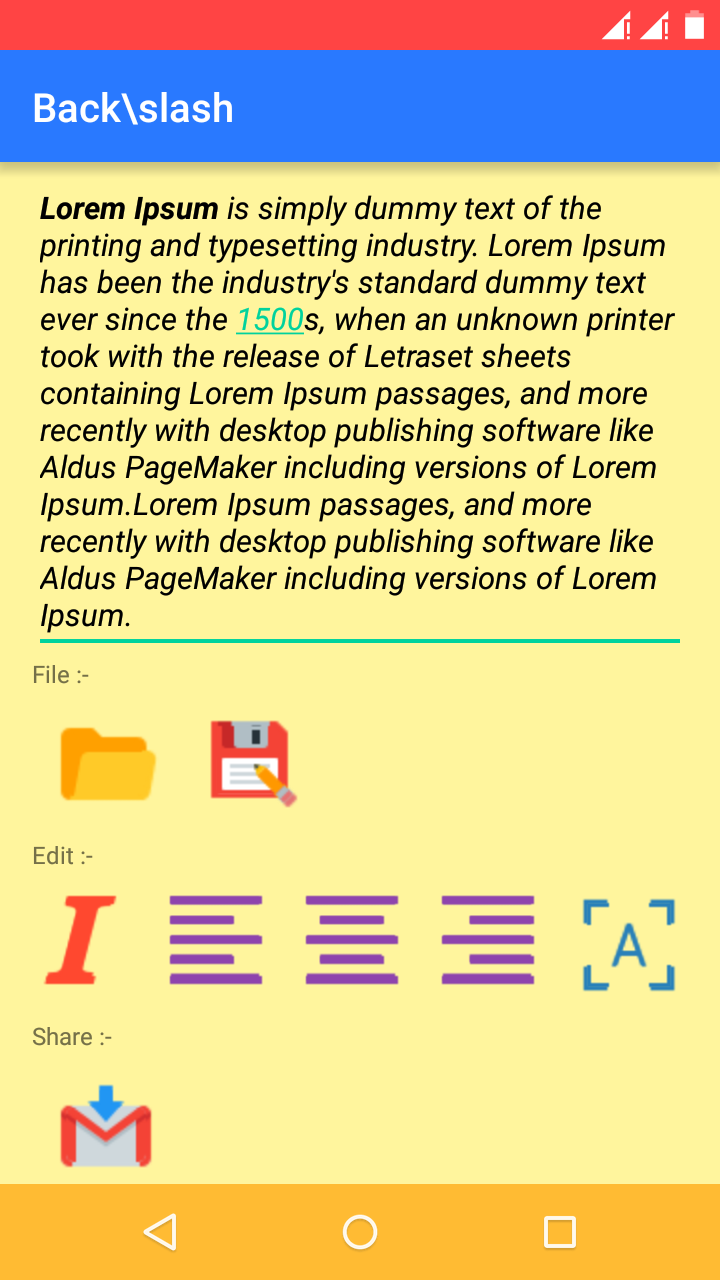 Back\slash
Lorem Ipsum is simply dummy text of the
printing and typesetting industry. Lorem Ipsum
has been the industry's standard dummy text
ever since the 1500s, when an unknown printer
took with the release of Letraset sheets
containing Lorem Ipsum passages, and more
recently with desktop publishing software like
Aldus PageMaker including versions of Lorem
Ipsum.Lorem Ipsum passages, and more
recently with desktop publishing software like
Aldus PageMaker including versions of Lorem
Ipsum.
File :-
Edit :-
I
A
Share :-